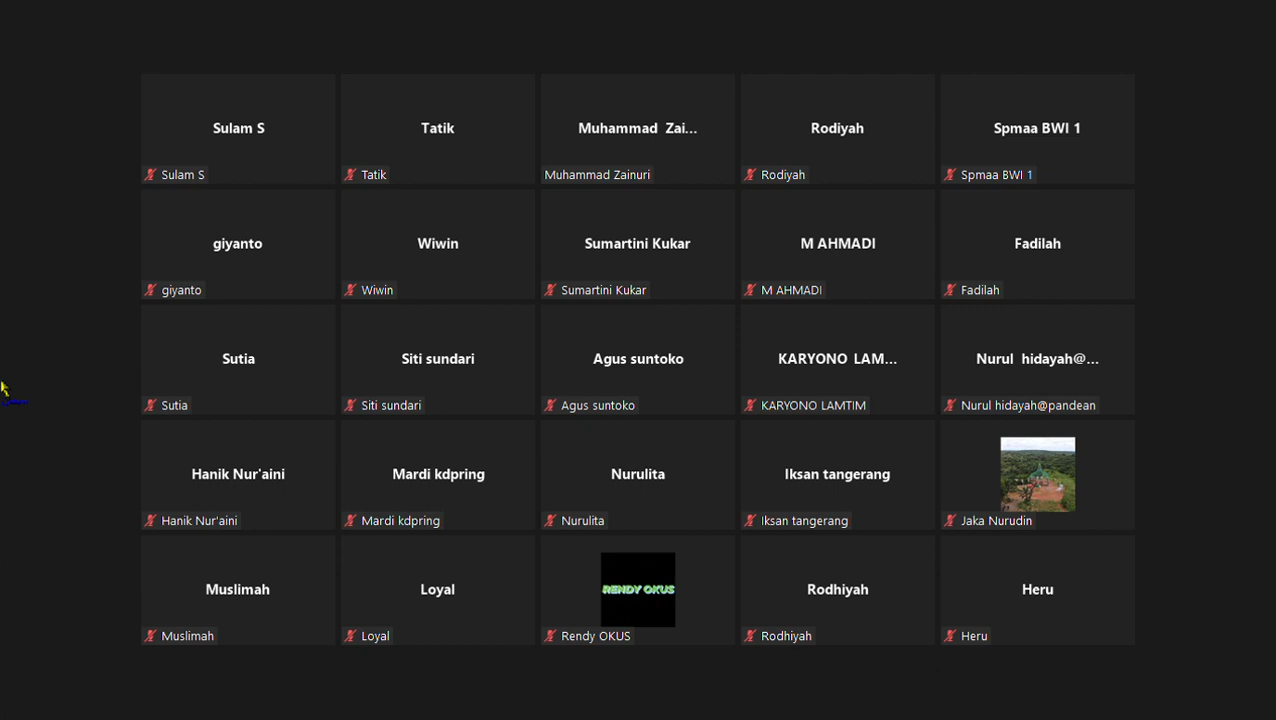 Sulam S
Sulam S
Tatik
Tatik
Muhammad Zai...
Muhammad Zainuri
Rodiyah
Rodiyah
Spmaa BWI 1
Spmaa BWI 1
giyanto
giyanto
Wiwin
Wiwin
Sumartini Kukar
Sumartini Kukar
M AHMADI
M AHMADI
Fadilah
Fadilah
Sutia
Sutia
Siti sundari
Siti sundari
Agus suntoko
Agus suntoko
KARYONO LAM...
KARYONO LAMTIM
Nurul hidayah@...
Nurul hidayah@pandean
Hanik Nur'aini
Hanik Nur'aini
Mardi kdpring
Mardi kdpring
Nurulita
Nurulita
Iksan tangerang
Iksan tangerang
Jaka Nurudin
Muslimah
Muslimah
Loyal
Loyal
RENDY OKUS
Rendy OKUS
Rodhiyah
Rodhiyah
Heru
Heru